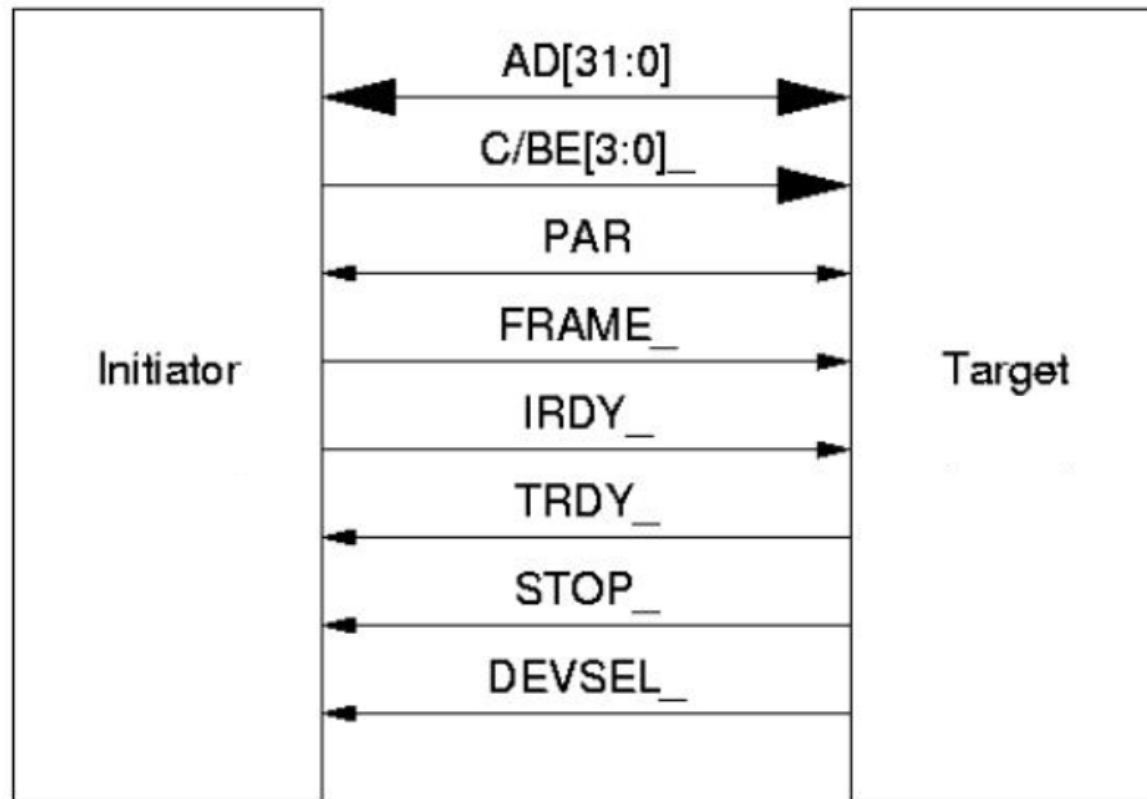 AD[31:0]
C/BE[3:0]_
PAR
FRAME_
Initiator
Target
IRDY_
TRDY_
STOP_
DEVSEL_